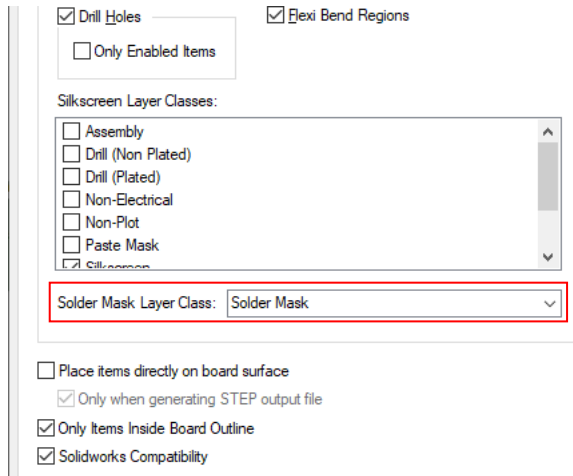 Drill Holes
Flexi Bend Regions
Only Enabled Items
Silkscreen Layer Classes:
Assembly
Drill (Non Plated)
Drill (Plated)
Non-Electrical
Non-Plot
Paste Mask
Silkscreen
Solder Mask Layer Class: Solder Mask
Place items directly on board surface
Only when generating STEP output file
Only Items Inside Board Outline
Solidworks Compatibility